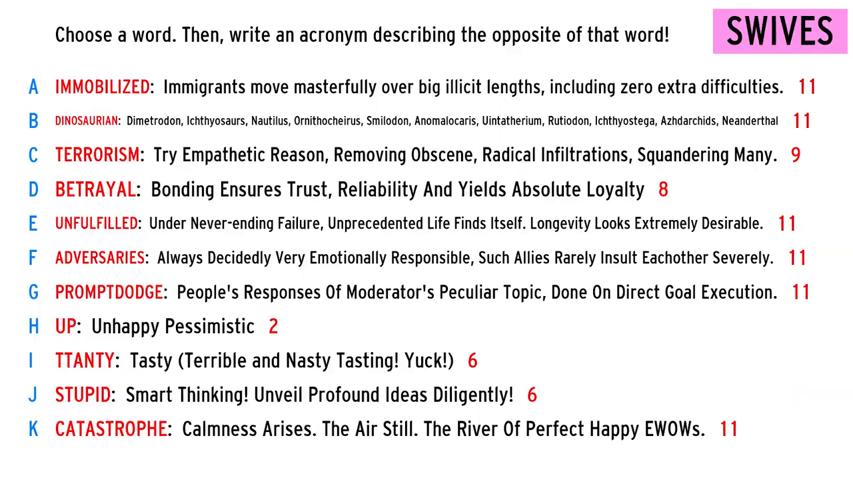 Choose a word. Then, write an acronym describing the opposite of that word!
SWIVES
A IMMOBILIZED: Immigrants move masterfully over big illicit lengths, including zero extra difficulties. 11
B DINOSAURIAN: Dimetrodon, Ichthyosaurs, Nautilus, Ornithocheirus, Smilodon, Anomalocaris, Uintatherium, Rutiodon, Ichthyostega, Azhdarchids, Neanderthal 11
C TERRORISM: Try Empathetic Reason, Removing Obscene, Radical Infiltrations, Squandering Many. 9
D BETRAYAL: Bonding Ensures Trust, Reliability And Yields Absolute Loyalty 8
E UNFULFILLED: Under Never-ending Failure, Unprecedented Life Finds Itself. Longevity Looks Extremely Desirable. 11
F ADVERSARIES: Always Decidedly Very Emotionally Responsible, Such Allies Rarely Insult Eachother Severely. 11
G PROMPTDODGE: People's Responses Of Moderator's Peculiar Topic, Done On Direct Goal Execution. 11
H UP: Unhappy Pessimistic 2
I TTANTY: Tasty (Terrible and Nasty Tasting! Yuck!) 6
J STUPID: Smart Thinking! Unveil Profound Ideas Diligently! 6
K CATASTROPHE: Calmness Arises. The Air Still. The River Of Perfect Happy EWOWs. 11